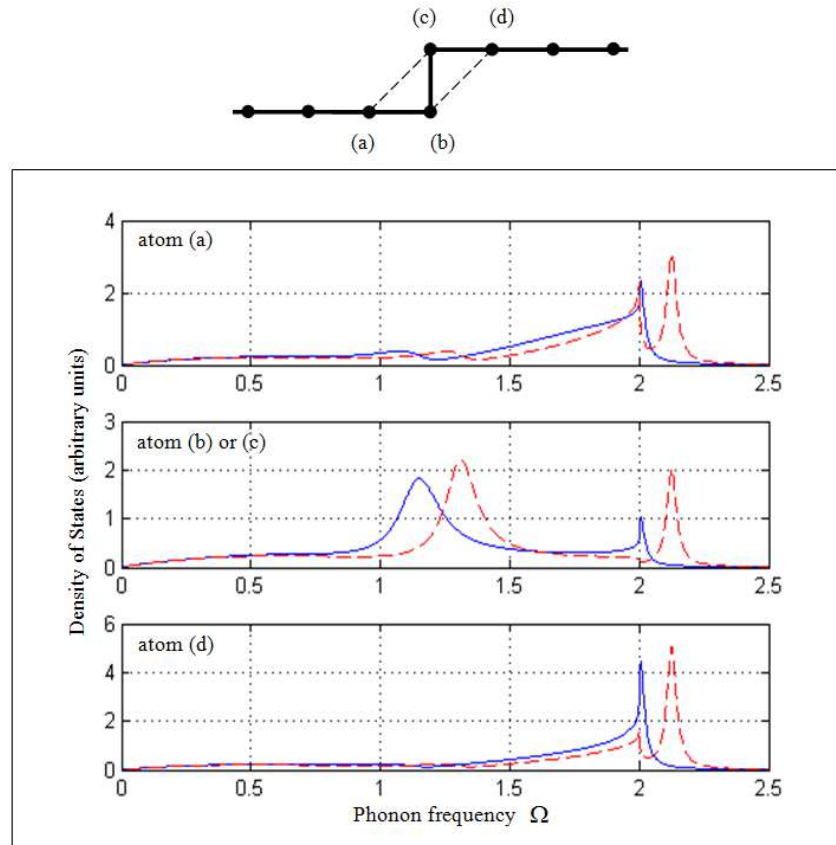 (c) (d)
(a) (b)
Density of States (arbitrary units)
4
2
0
atom (a)
0 0.5 1 1.5 2 2.5
3
2
1
0
atom (b) or (c)
0 0.5 1 1.5 2 2.5
6
4
2
0
atom (d)
0 0.5 1 1.5 2 2.5
Phonon frequency Ω